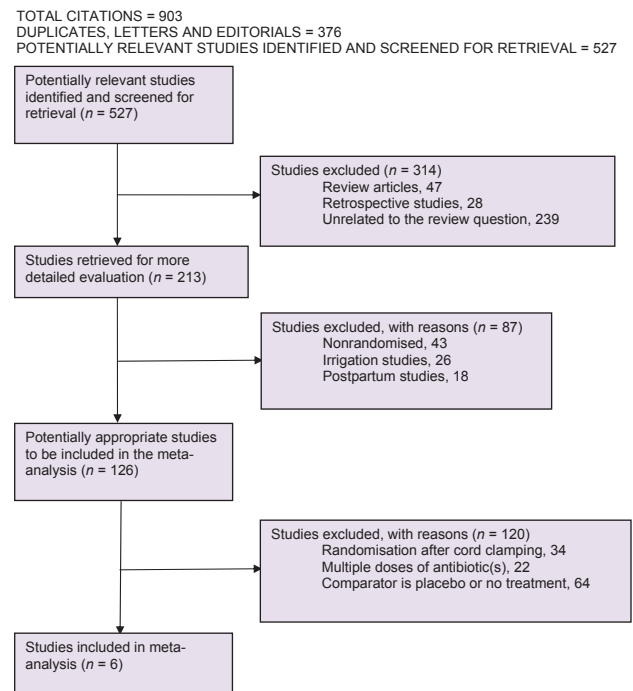 TOTAL CITATIONS = 903
DUPLICATES, LETTERS AND EDITORIALS = 376
POTENTIALLY RELEVANT STUDIES IDENTIFIED AND SCREENED FOR RETRIEVAL = 527
Potentially relevant studies
identified and screened for
retrieval (n = 527)
Studies excluded (n = 314)
Review articles, 47
Retrospective studies, 28
Unrelated to the review question, 239
Studies retrieved for more
detailed evaluation (n = 213)
Studies excluded, with reasons (n = 87)
Nonrandomised, 43
Irrigation studies, 26
Postpartum studies, 18
Potentially appropriate studies
to be included in the meta-
analysis (n = 126)
Studies excluded, with reasons (n = 120)
Randomisation after cord clamping, 34
Multiple doses of antibiotic(s), 22
Comparator is placebo or no treatment, 64
Studies included in meta-
analysis (n = 6)